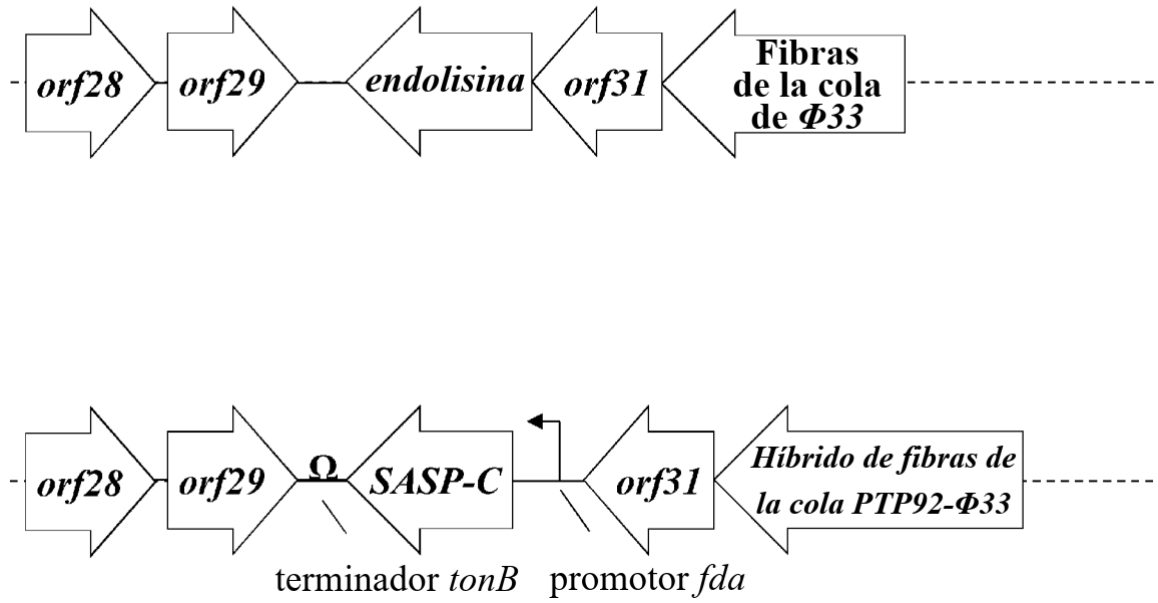 orf28
orf29
endolisina
orf31
Fibras
de la cola
de Φ33
orf28
orf29
Ω
SASP-C
orf31
Híbrido de fibras de
la cola PTP92-Φ33
terminador tonB
promotor fda